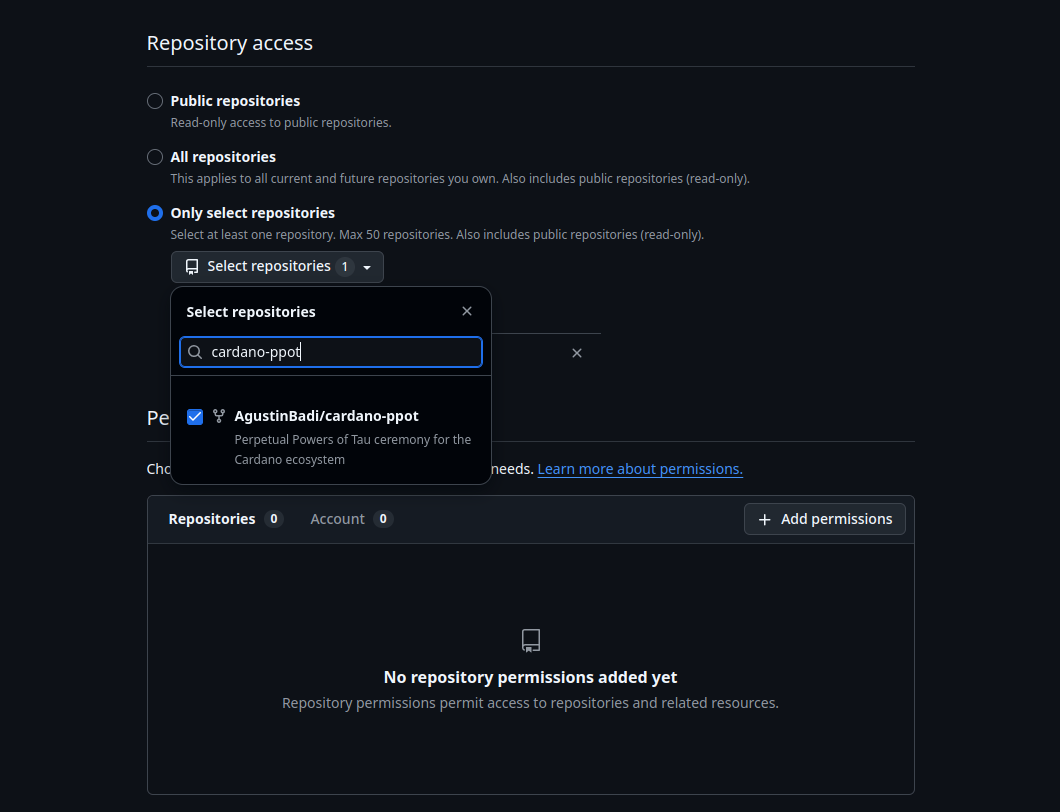 Repository access
Public repositories
Read-only access to public repositories.
All repositories
This applies to all current and future repositories you own. Also includes public repositories (read-only).
Only select repositories
Select at least one repository. Max 50 repositories. Also includes public repositories (read-only).
Select repositories 1
Select repositories
cardano-ppot
AgustinBadi/cardano-ppot
Perpetual Powers of Tau ceremony for the
Cardano ecosystem
Pe
Cho needs. Learn more about permissions.
Repositories 0 Account 0 Add permissions
No repository permissions added yet
Repository permissions permit access to repositories and related resources.